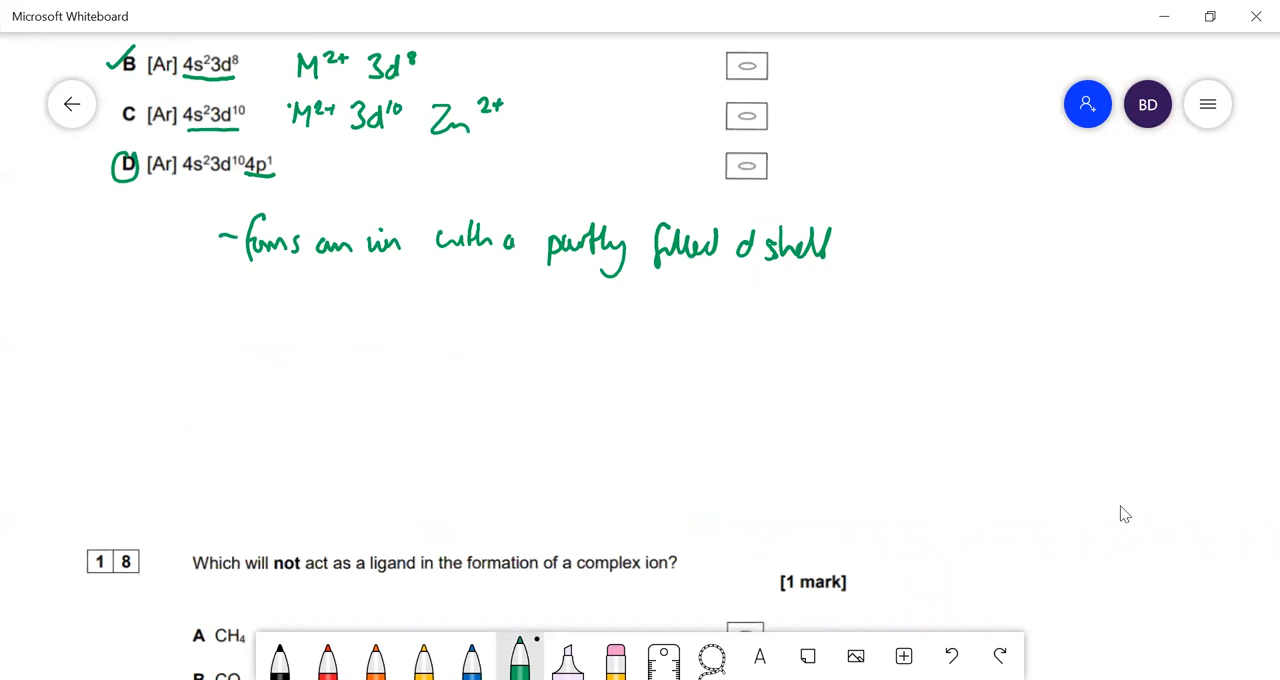 Microsoft Whiteboard
B [Ar] 4s²3d⁸ M²⁺ 3d⁸
BD
C [Ar] 4s²3d¹⁰ M²⁺ 3d¹⁰ Zn²⁺
D [Ar] 4s²3d¹⁰4p¹
~ forms an ion with a partly filled d shell
1 8 Which will not act as a ligand in the formation of a complex ion?
[1 mark]
A CH₄
A
B CO